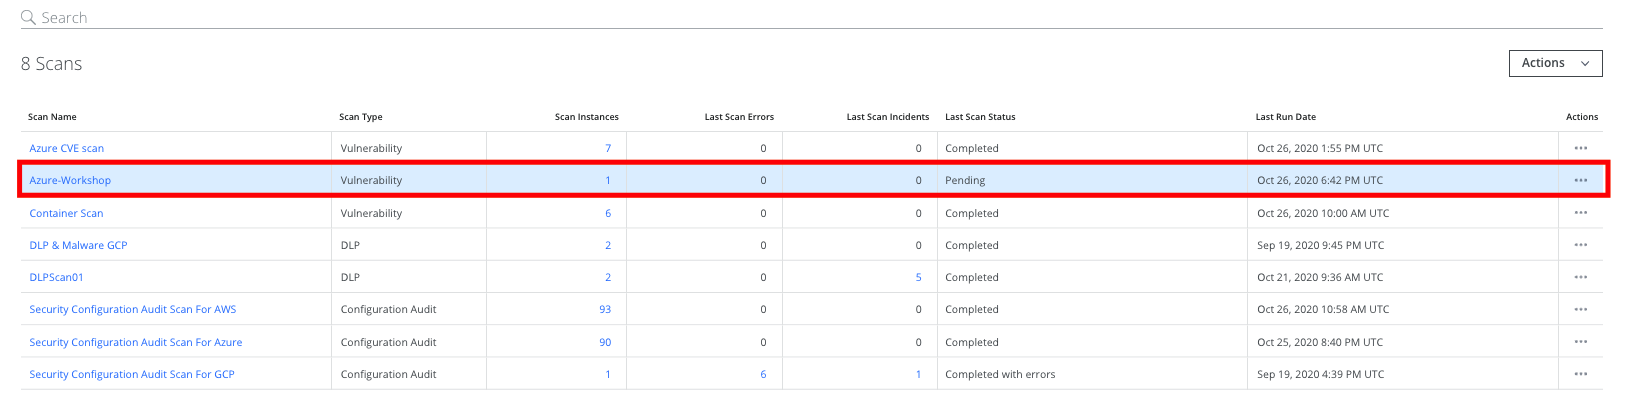 Search
8 Scans
Actions
Scan Name Scan Type Scan Instances Last Scan Errors Last Scan Incidents Last Scan Status Last Run Date Actions
Azure CVE scan Vulnerability 7 0 0 Completed Oct 26, 2020 1:55 PM UTC ...
Azure-Workshop Vulnerability 1 0 0 Pending Oct 26, 2020 6:42 PM UTC ...
Container Scan Vulnerability 6 0 0 Completed Oct 26, 2020 10:00 AM UTC ...
DLP & Malware GCP DLP 2 0 0 Completed Sep 19, 2020 9:45 PM UTC ...
DLPScan01 DLP 2 0 5 Completed Oct 21, 2020 9:36 AM UTC ...
Security Configuration Audit Scan For AWS Configuration Audit 93 0 0 Completed Oct 26, 2020 10:58 AM UTC ...
Security Configuration Audit Scan For Azure Configuration Audit 90 0 0 Completed Oct 25, 2020 8:40 PM UTC ...
Security Configuration Audit Scan For GCP Configuration Audit 1 6 1 Completed with errors Sep 19, 2020 4:39 PM UTC ...